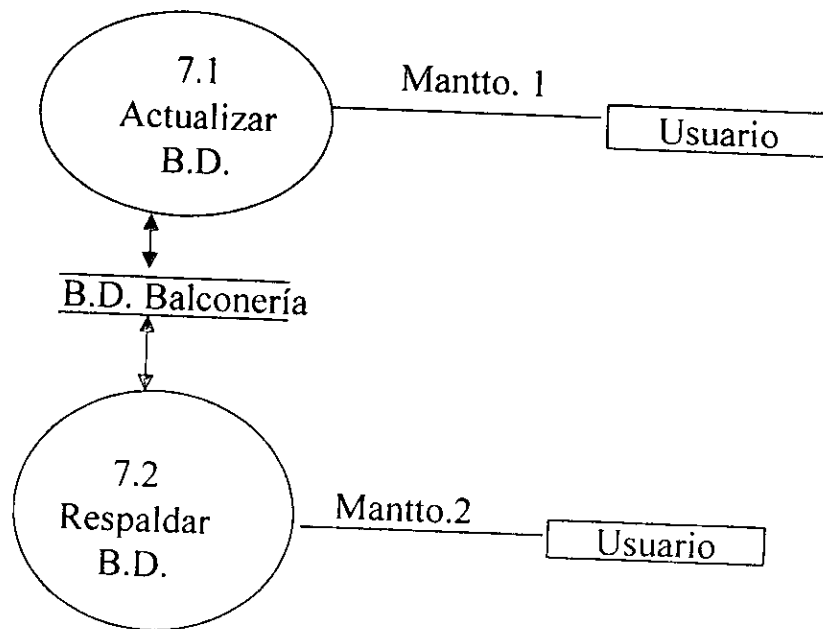 7.1
Actualizar
B.D.
Mantto. 1
Usuario
B.D. Balconería
7.2
Respaldar
B.D.
Mantto.2
Usuario